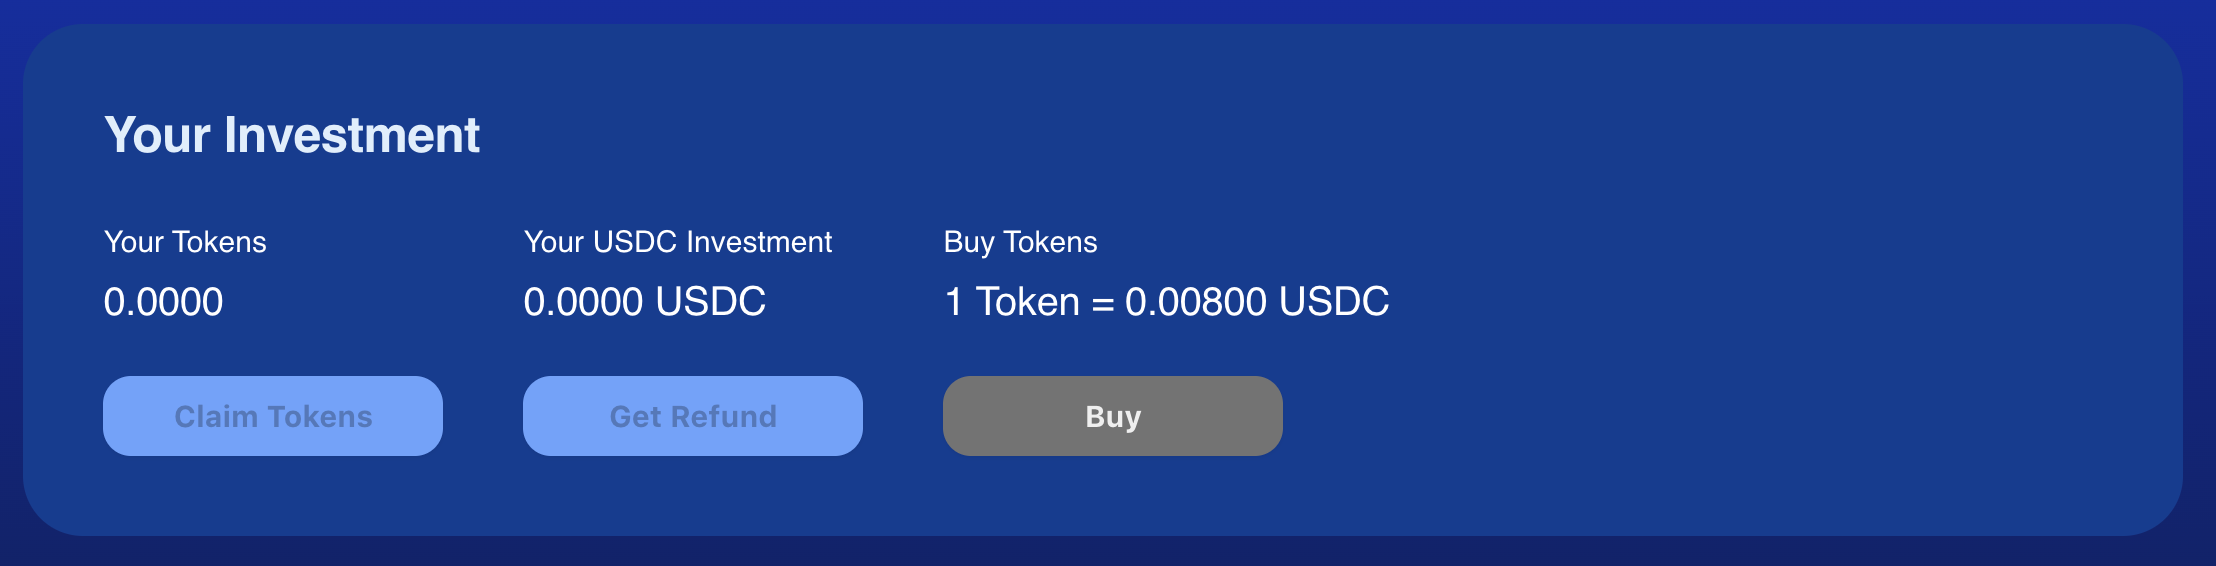 Your Investment
Your Tokens
0.0000
Claim Tokens
Your USDC Investment
0.0000 USDC
Get Refund
Buy Tokens
1 Token = 0.00800 USDC
Buy